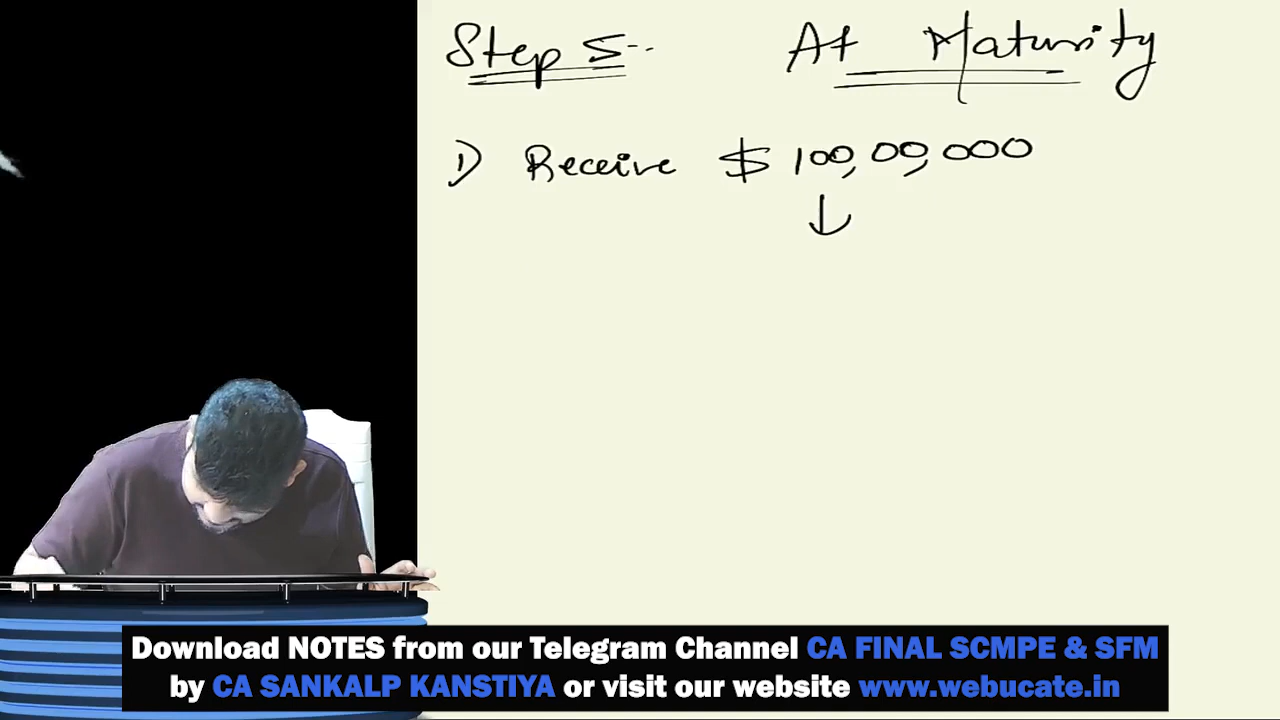 Step 5..
At Maturity
1) Receive $ 100,00,000
↓
Download NOTES from our Telegram Channel CA FINAL SCMPE & SFM
by CA SANKALP KANSTIYA or visit our website www.webucate.in